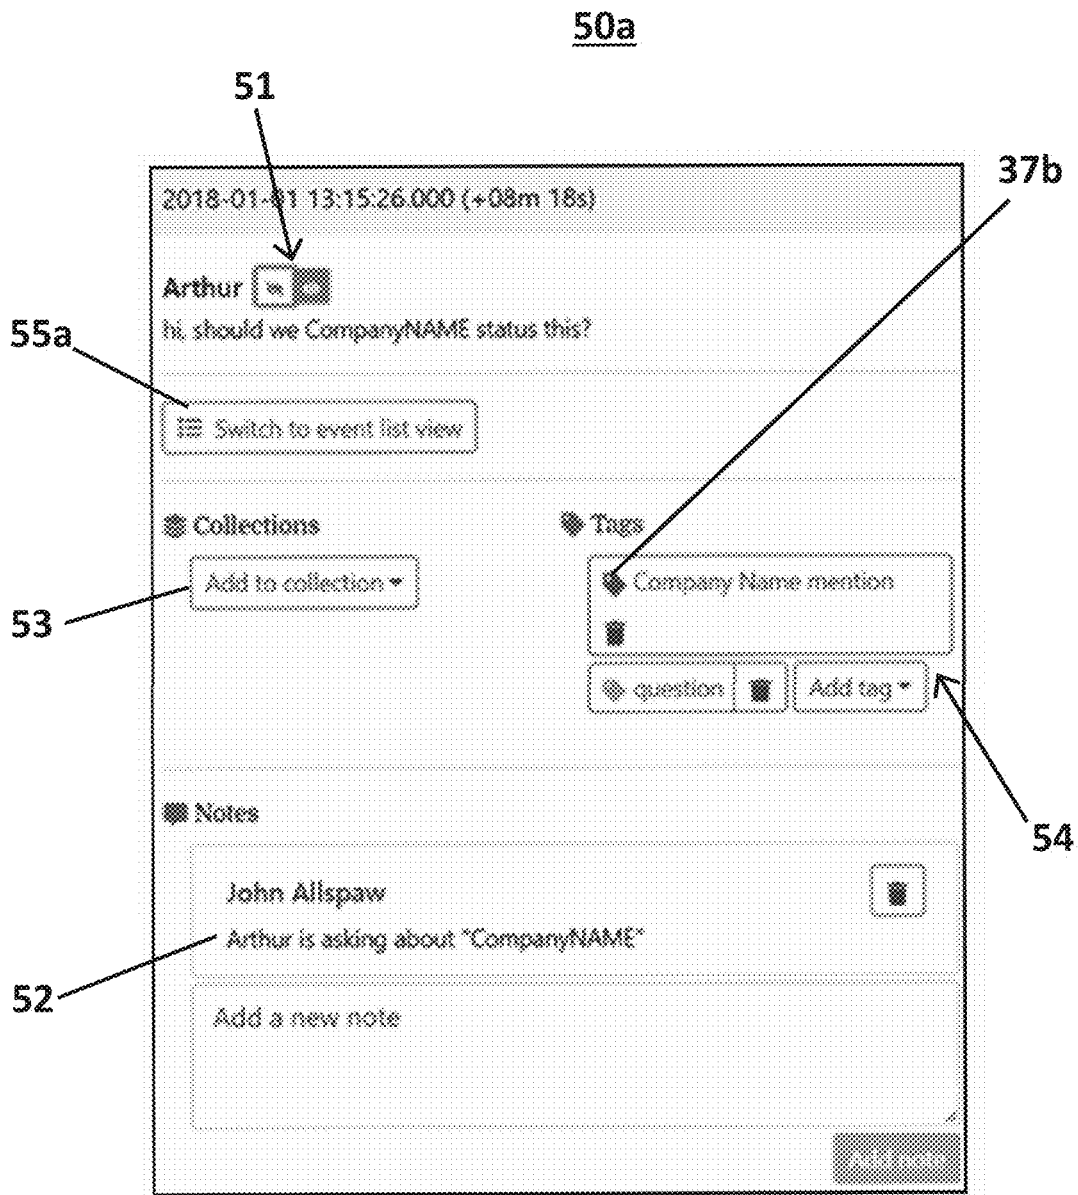 50a
51
37b
2018-01-01 13:15:26.000 (+08m 18s)
Arthur
hi, should we CompanyNAME status this?
55a
Switch to event list view
Collections
Tags
Add to collection
Company Name mention
53
question
Add tag
54
Notes
John Allspaw
Arthur is asking about "CompanyNAME"
52
Add a new note